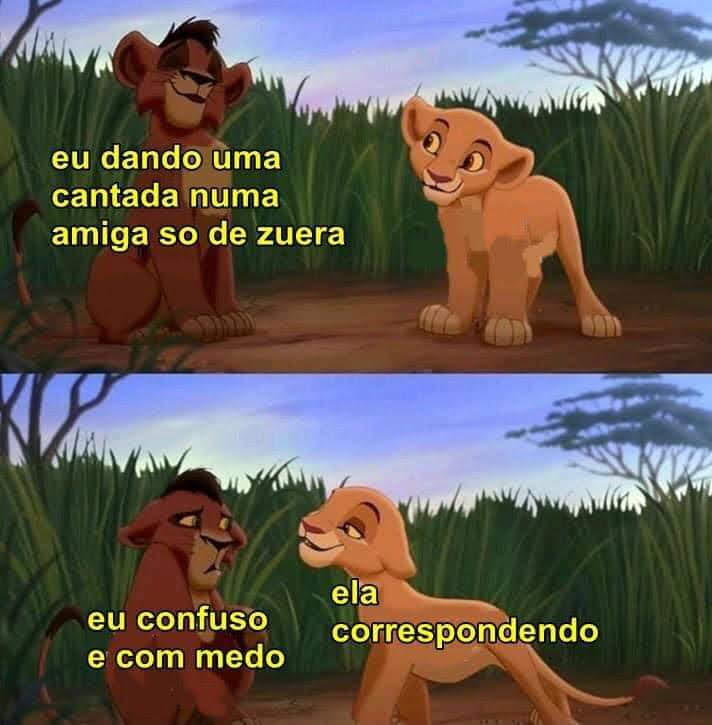 eu dando uma
cantada numa
amiga so de zuera
eu confuso
e com medo
ela
correspondendo